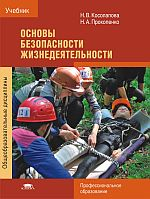 Учебник
Н. В. Косолапова
Н. А. Прокопенко
ОСНОВЫ
БЕЗОПАСНОСТИ
ЖИЗНЕДЕЯТЕЛЬНОСТИ
Общеобразовательные дисциплины
Профессиональное
образование